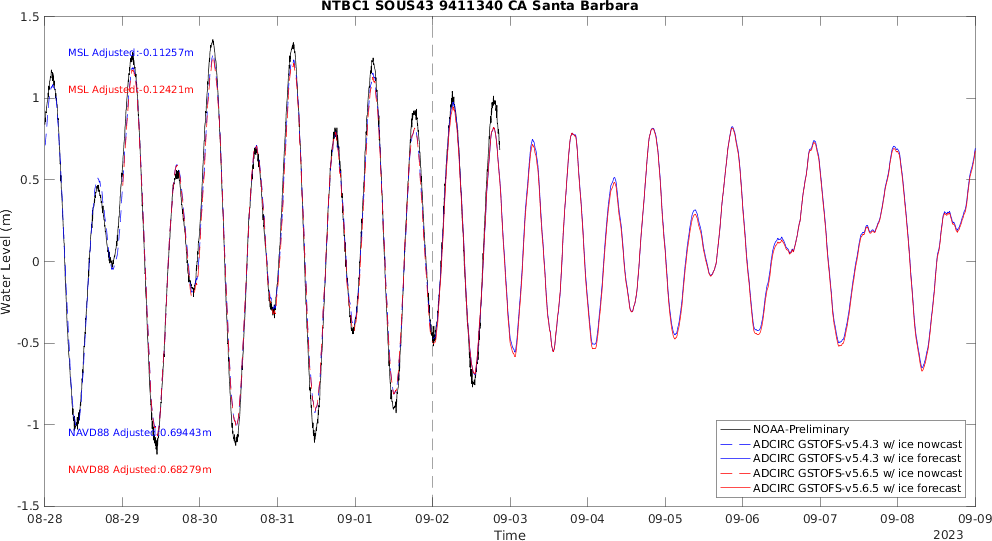 NTBC1 SOUS43 9411340 CA Santa Barbara
1.5
1
0.5
0
-0.5
-1
-1.5
Water Level (m)
MSL Adjusted:-0.11257m
MSL Adjusted:-0.12421m
NAVD88 Adjusted:0.69443m
NAVD88 Adjusted:0.68279m
NOAA-Preliminary
ADCIRC GSTOFS-v5.4.3 w/ ice nowcast
ADCIRC GSTOFS-v5.4.3 w/ ice forecast
ADCIRC GSTOFS-v5.6.5 w/ ice nowcast
ADCIRC GSTOFS-v5.6.5 w/ ice forecast
08-28 08-29 08-30 08-31 09-01 09-02 09-03 09-04 09-05 09-06 09-07 09-08 09-09
Time
2023